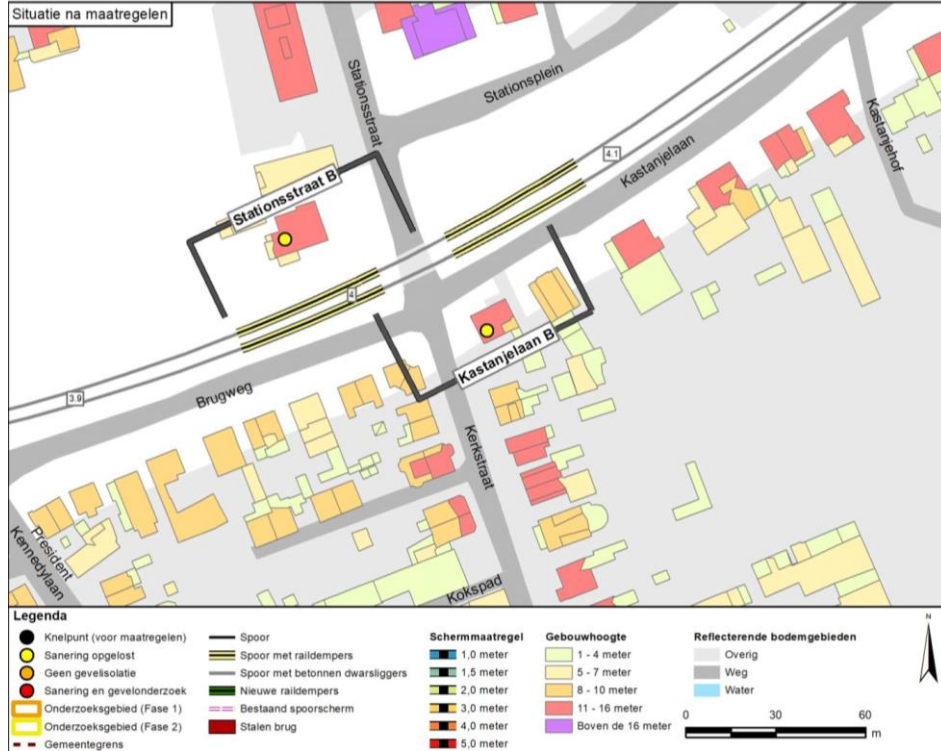 Situatie na maatregelen
Stationsstraat
Stationsplein
Kastanjelaan
Kastanjehof
4.1
Stationsstraat B
4
Kastanjelaan B
3.9
Brugweg
Kerkstraat
President
Kennedylaan
Kokspad
Legenda
Knelpunt (voor maatregelen)
Sanering opgelost
Geen gevelisolatie
Sanering en gevelonderzoek
Onderzoeksgebied (Fase 1)
Onderzoeksgebied (Fase 2)
Gemeentegrens
Spoor
Spoor met raildempers
Spoor met betonnen dwarsliggers
Nieuwe raildempers
Bestaand spoorscherm
Stalen brug
Schermmaatregel
1,0 meter
1,5 meter
2,0 meter
3,0 meter
4,0 meter
5,0 meter
Gebouwhoogte
1 - 4 meter
5 - 7 meter
8 - 10 meter
11 - 16 meter
Boven de 16 meter
Reflecterende bodemgebieden
Overig
Weg
Water
0 30 60
m
N